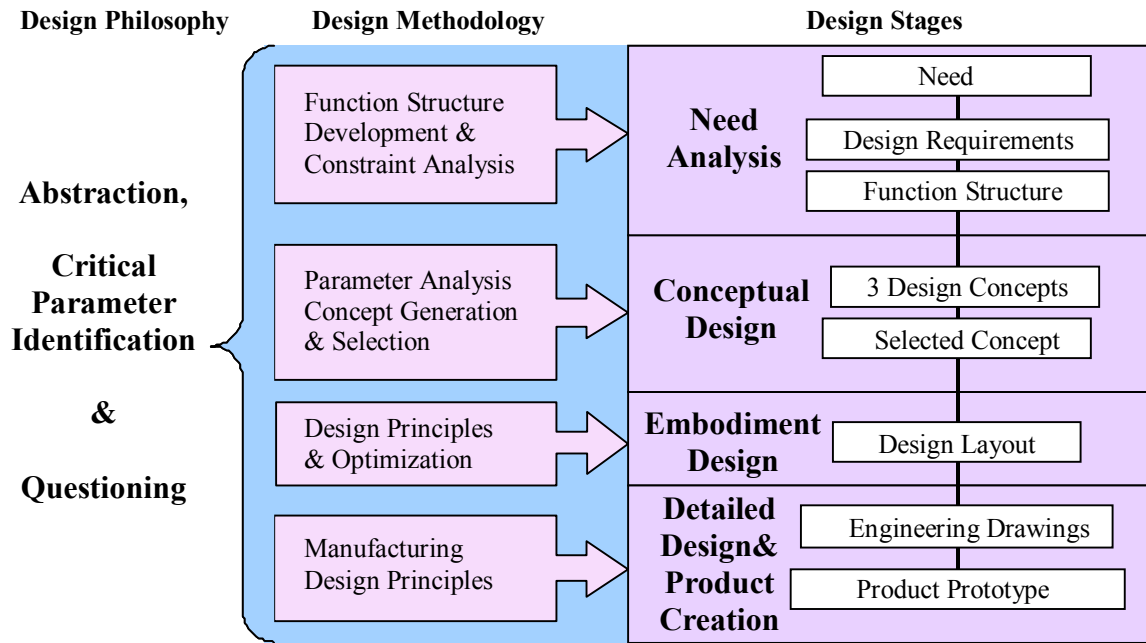 Design Philosophy
Design Methodology
Design Stages
Abstraction,
Critical
Parameter
Identification
&
Questioning
Function Structure
Development &
Constraint Analysis
Need
Analysis
Need
Design Requirements
Function Structure
Parameter Analysis
Concept Generation
& Selection
Conceptual
Design
3 Design Concepts
Selected Concept
Design Principles
& Optimization
Embodiment
Design
Design Layout
Manufacturing
Design Principles
Detailed
Design&
Product
Creation
Engineering Drawings
Product Prototype